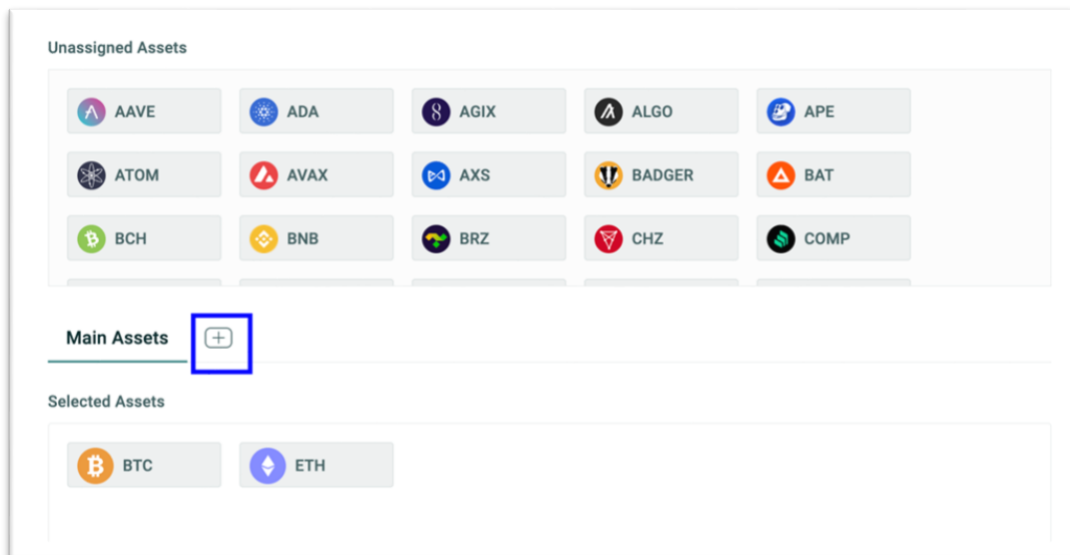 Unassigned Assets
AAVE ADA AGIX ALGO APE
ATOM AVAX AXS BADGER BAT
BCH BNB BRZ CHZ COMP
Main Assets
Selected Assets
BTC ETH